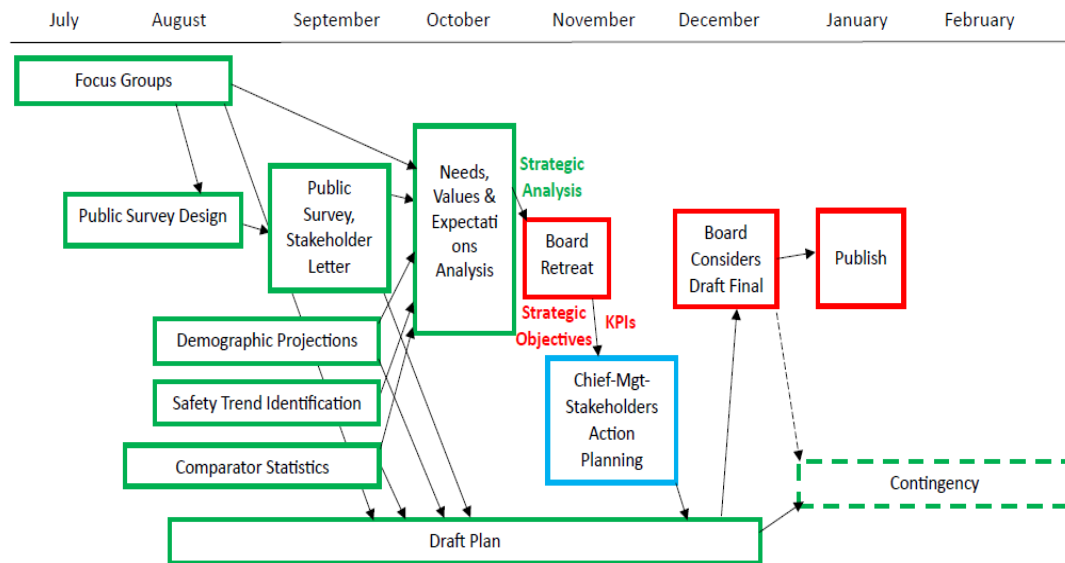 July August September October November December January February
Focus Groups
Public Survey Design
Public
Survey,
Stakeholder
Letter
Needs,
Values &
Expectati
ons
Analysis
Strategic
Analysis
Board
Retreat
Strategic
Objectives
KPIs
Board
Considers
Draft Final
Publish
Demographic Projections
Safety Trend Identification
Comparator Statistics
Chief-Mgt-
Stakeholders
Action
Planning
Contingency
Draft Plan